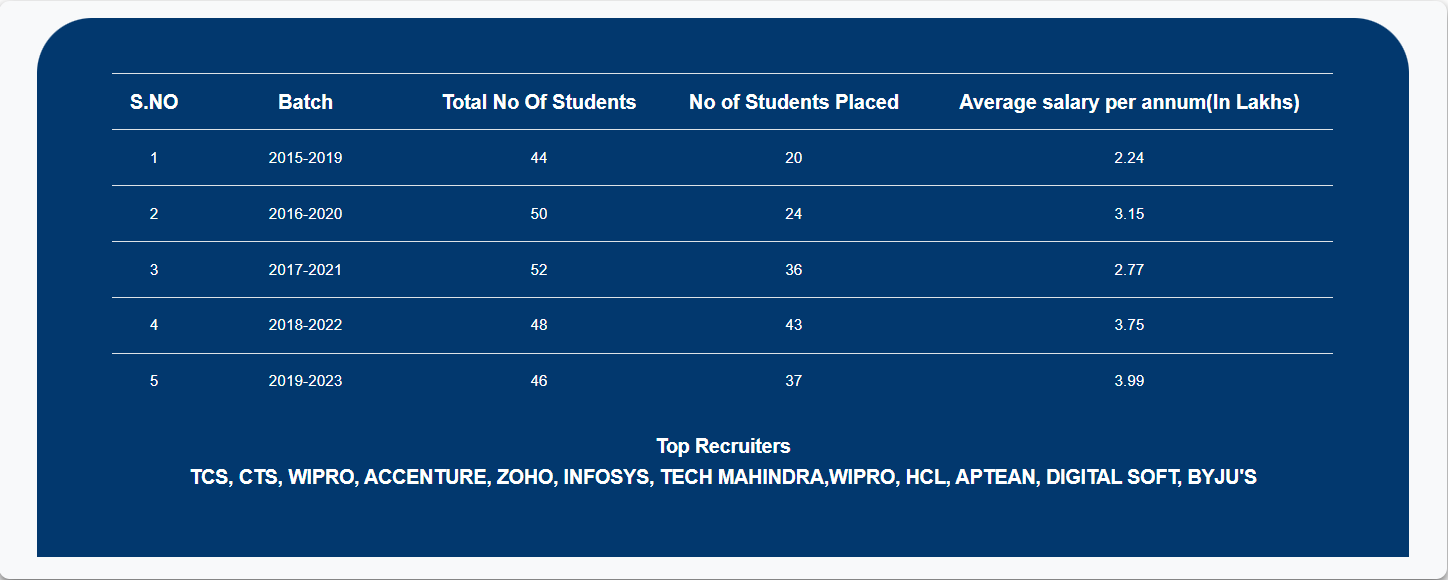 S.NO Batch Total No Of Students No of Students Placed Average salary per annum(In Lakhs)
1 2015-2019 44 20 2.24
2 2016-2020 50 24 3.15
3 2017-2021 52 36 2.77
4 2018-2022 48 43 3.75
5 2019-2023 46 37 3.99
Top Recruiters
TCS, CTS, WIPRO, ACCENTURE, ZOHO, INFOSYS, TECH MAHINDRA,WIPRO, HCL, APTEAN, DIGITAL SOFT, BYJU'S